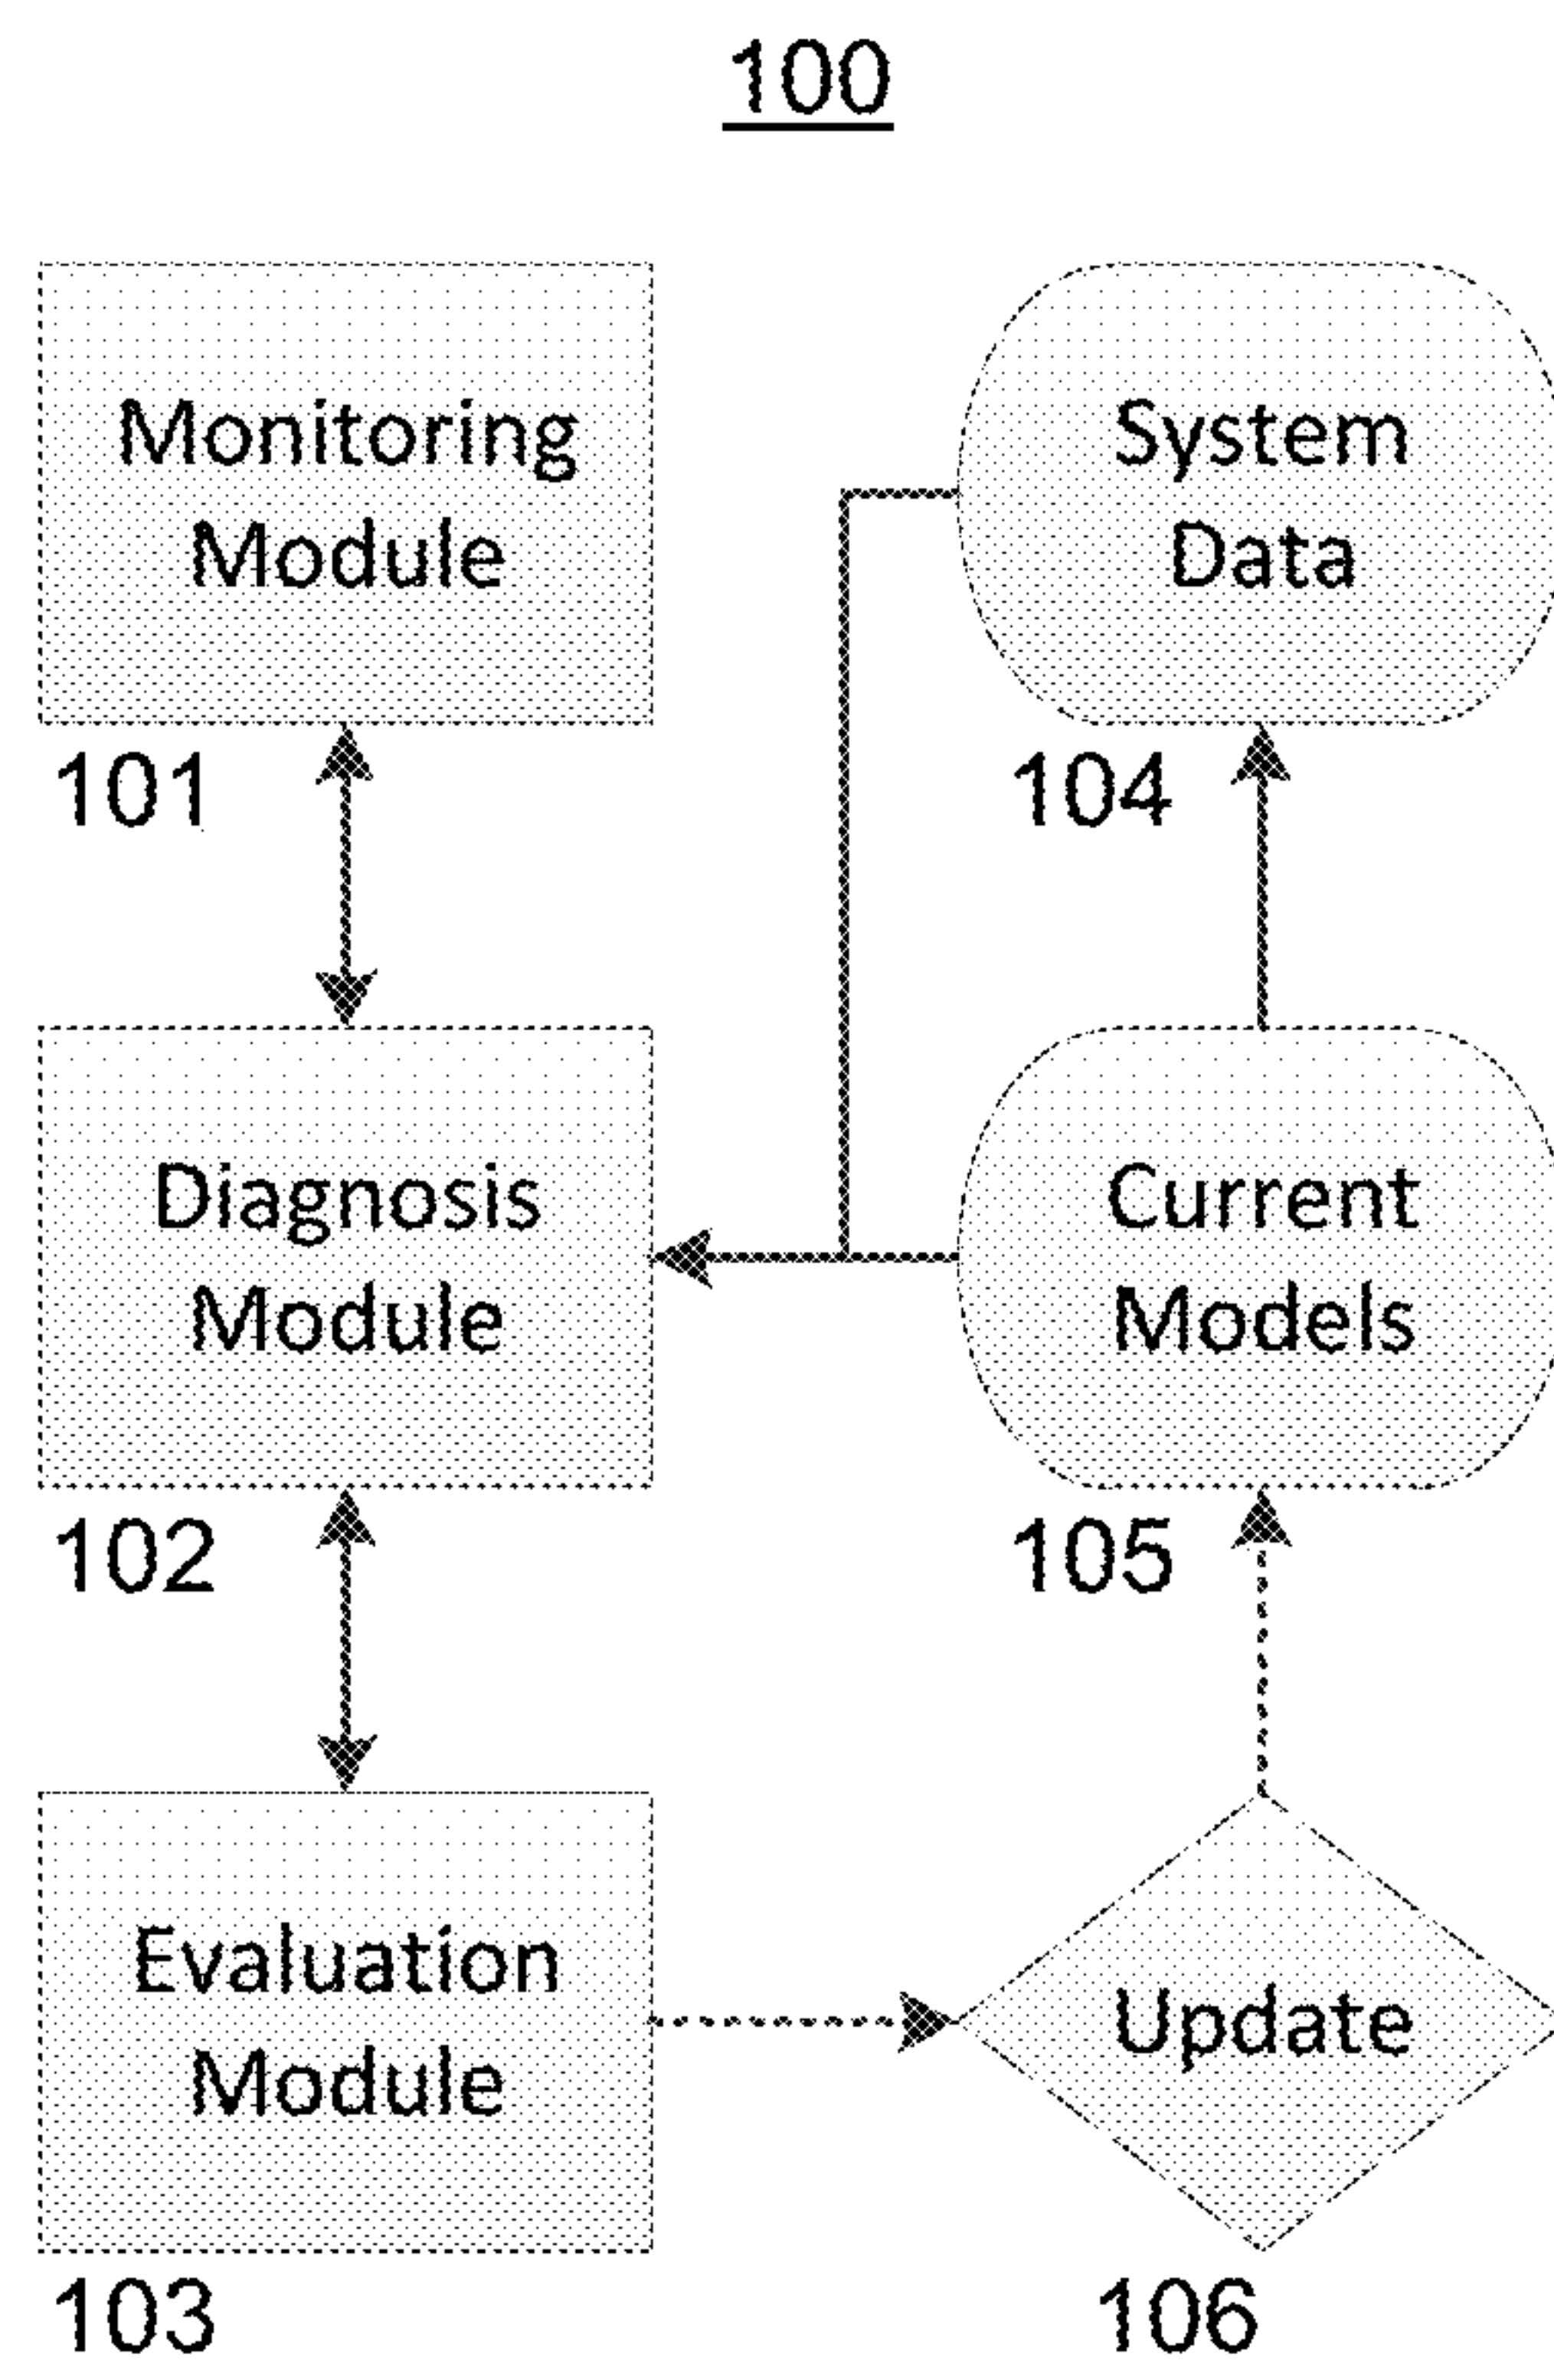 100
Monitoring
Module
101
System
Data
104
Diagnosis
Module
102
Current
Models
105
Evaluation
Module
103
Update
106